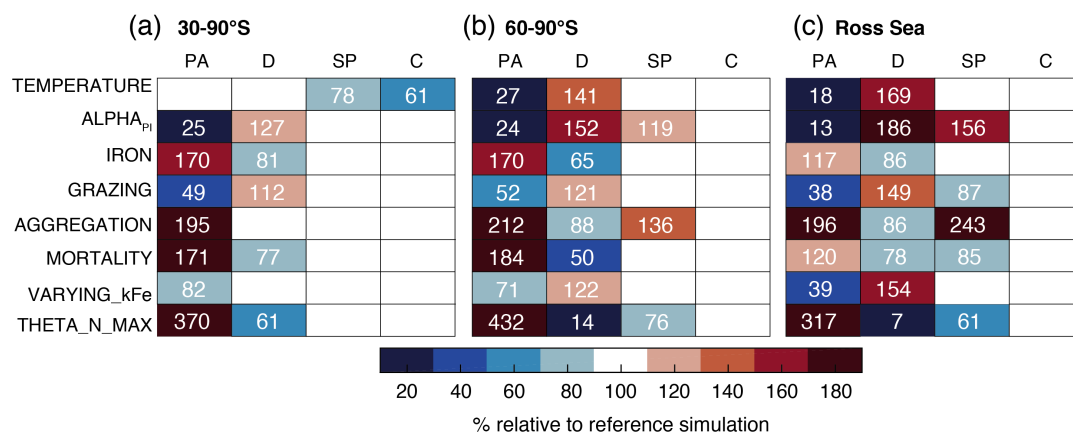 (a) 30-90°S (b) 60-90°S (c) Ross Sea
PA D SP C PA D SP C PA D SP C
TEMPERATURE 78 61 27 141 18 169
ALPHA_PI 25 127 24 152 119 13 186 156
IRON 170 81 170 65 117 86
GRAZING 49 112 52 121 38 149 87
AGGREGATION 195 212 88 136 196 86 243
MORTALITY 171 77 184 50 120 78 85
VARYING_kFe 82 71 122 39 154
THETA_N_MAX 370 61 432 14 76 317 7 61
20 40 60 80 100 120 140 160 180
% relative to reference simulation